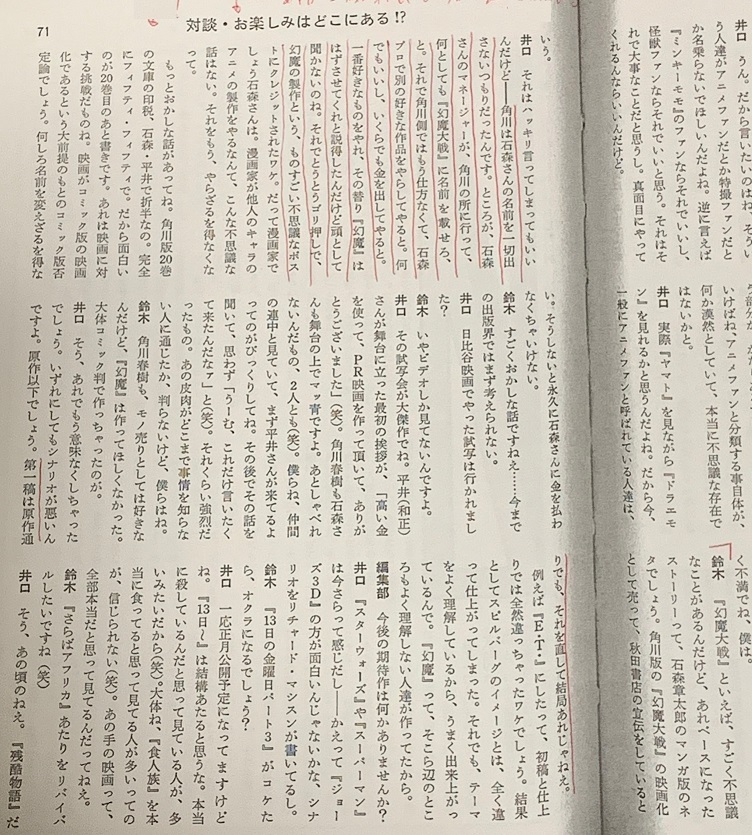 対談・お楽しみはどこにある!?
71
井口　うん。だから言いたいのはね、そう
う人達がアニメファンだとか特撮ファンだと
か名乗らないでほしいんだよね。逆に言えば
『ミンキーモモ』のファンならそれでいいし、
怪獣ファンならそれでいいと思う。それはそ
れで大事なことだと思うし。真面目にやって
くれるんならいいんだけど。
いけばね、アニメファンと分類する事自体が、
何か漠然としていて、本当に不思議な存在で
はないかと。
井口　実際『ヤマト』を見ながら『ドラエモ
ン』を見れるかと思うんだよね。だから今、
一般にアニメファンと呼ばれている人達は、
く不満でね、僕は。
鈴木　『幻魔大戦』といえば、すごく不思議
なことがあるんだけど、あれベースになった
ストーリーって、石森章太郎のマンガ版のネ
タでしょう。角川版の『幻魔大戦』の映画化
として売って、秋田書店の宣伝をしていると
いう。
井口　それはハッキリ言ってしまってもいい
んだけど──角川は石森さんの名前を一切出
さないつもりだったんです。ところが、石森
さんのマネージャーが、角川の所に行って、
何としても『幻魔大戦』に名前を載せろ、
と。それで角川側ではもう仕方なくて、石森
プロで別の好きな作品をやらしてやると。何
でもいいし、いくらでも金を出してやると。
一番好きなものをやれ、その替り『幻魔』は
はずさせてくれと説得したんだけど頭として
聞かないのね。それでとうとうゴリ押しで、
幻魔の製作という、ものすごい不思議なポス
トにクレジットされたワケ。だって漫画家で
しょう石森さんは。漫画家が他人のキャラの
アニメの製作をやるなんて、こんな不思議な
話はない。それをもう、やらざるを得なくな
って。
　もっとおかしな話があってね。角川版20巻
の文庫の印税、石森・平井で折半なの。完全
にフィフティ・フィフティで。だから面白い
のが20巻目のあと書きです。あれは映画に対
する挑戦だものね。映画がコミック版の映画
化であるという大前提のもとのコミック版否
定論でしょう。何しろ名前を変えざるを得な
い。そうしないと永久に石森さんに金を払わ
なくちゃいけない。
鈴木　すごくおかしな話ですねえ……今まで
の出版界ではまず考えられない。
井口　日比谷映画でやった試写は行かれまし
た？
鈴木　いやビデオしか見てないんですよ。
井口　その試写会が大傑作でね。平井（和正）
さんが舞台に立った最初の挨拶が、「高い金
を使って、PR映画を作って頂いて、ありが
とうございました」（笑）。角川春樹も石森さ
んも舞台の上でマッ青ですよ。あとしゃべれ
ないんだもの、2人とも（笑）。僕らね、仲間
の連中と見ていて、まず平井さんが来てるよ
ってのがびっくりしてね。その後でその話を
聞いて、思わず「うーむ、これだけ言いたく
て来たんだなァ」と（笑）。それくらい強烈だ
ったもの。あの皮肉がどこまで事情を知らな
い人に通じたか、判らないけど、僕らはね。
鈴木　角川春樹も、モノ売りとしては好きな
んだけど、『幻魔』は作ってほしくなかった。
大体コミック判で作っちゃったのが。
井口　そう、あれでもう意味なくしちゃった
でしょう。いずれにしてもシナリオが悪いん
ですよ。原作以下でしょう。第一稿は原作通
りでも、それを直して結局あれじゃねえ。
　例えば『E・T・』にしたって、初稿と仕上
りでは全然違っちゃったワケでしょう。結果
としてスピルバーグのイメージとは、全く違
って仕上がってしまった。それでも、テーマ
をよく理解しているから、うまく出来上がっ
ているんで。『幻魔』って、そこら辺のとこ
ろもよく理解しない人達が作ってたから。
編集部　今後の期待作は何かありませんか？
井口　『スターウォーズ』や『スーパーマン』
は今さらって感じだし──かえって『ジョー
ズ3D』の方が面白いんじゃないかな、シナ
リオをリチャード・マシスンが書いてるし。
鈴木　『13日の金曜日パート3』がコケた
ら、オクラになるでしょう？
井口　一応正月公開予定になってますけど
ね。『13日～』は結構あたると思うな。本当
に殺しているんだと思って見ている人が、多
いみたいだから（笑）。大体ね、『食人族』を本
当に食ってると思って見てる人が多いっての
が、信じられない（笑）。あの手の映画って、
全部本当だと思って見てるんだってねえ。
鈴木　『さらばアフリカ』あたりをリバイバ
ルしたいですね（笑）
井口　そう、あの頃のねえ。『残酷物語』だ